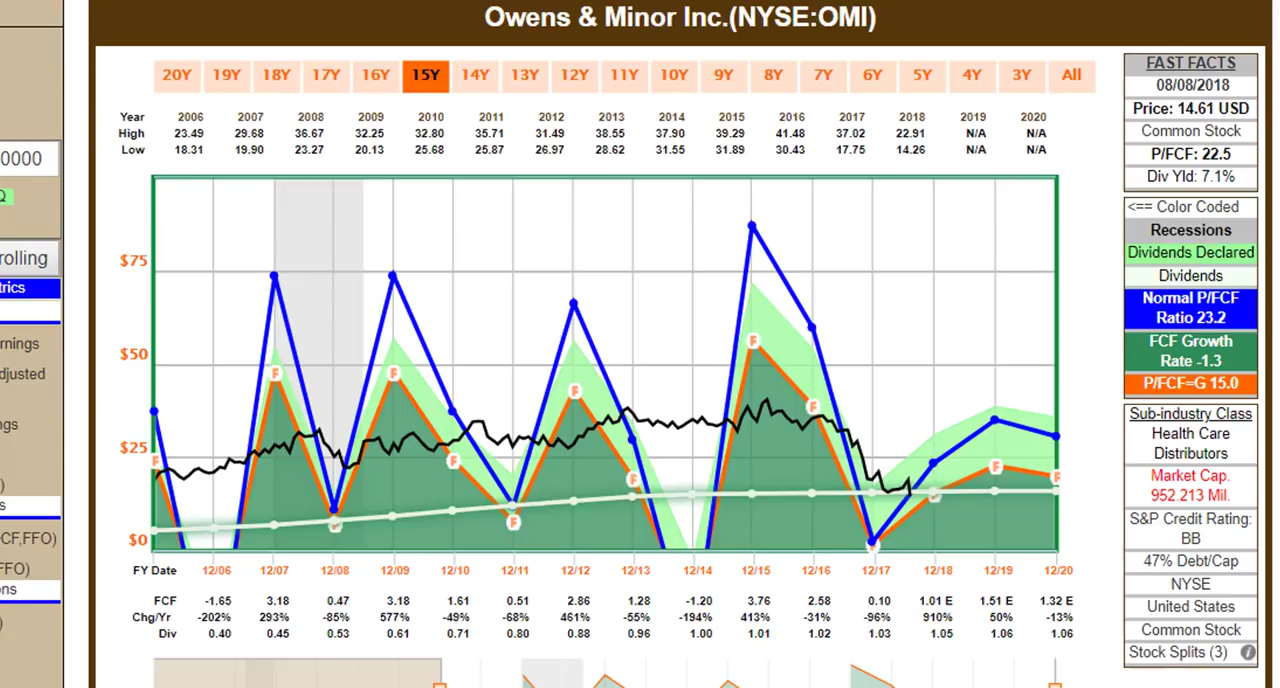 Owens & Minor Inc.(NYSE:OMI)
20Y 19Y 18Y 17Y 16Y 15Y 14Y 13Y 12Y 11Y 10Y 9Y 8Y 7Y 6Y 5Y 4Y 3Y All
Year 2006 2007 2008 2009 2010 2011 2012 2013 2014 2015 2016 2017 2018 2019 2020
High 23.49 29.68 36.67 32.25 32.80 35.71 31.49 38.55 37.90 39.29 41.48 37.02 22.91 N/A N/A
Low 18.31 19.90 23.27 20.13 25.68 25.87 26.97 28.62 31.55 31.89 30.43 17.75 14.26 N/A N/A
$75
$50
$25
$0
F F F F F F F F F F F F F F
FY Date 12/06 12/07 12/08 12/09 12/10 12/11 12/12 12/13 12/14 12/15 12/16 12/17 12/18 12/19 12/20
FCF -1.65 3.18 0.47 3.18 1.61 0.51 2.86 1.28 -1.20 3.76 2.58 0.10 1.01 E 1.51 E 1.32 E
Chg/Yr -202% 293% -85% 577% -49% -68% 461% -55% -194% 413% -31% -96% 910% 50% -13%
Div 0.40 0.45 0.53 0.61 0.71 0.80 0.88 0.96 1.00 1.01 1.02 1.03 1.05 1.06 1.06
FAST FACTS
08/08/2018
Price: 14.61 USD
Common Stock
P/FCF: 22.5
Div Yld: 7.1%
<== Color Coded
Recessions
Dividends Declared
Dividends
Normal P/FCF
Ratio 23.2
FCF Growth
Rate -1.3
P/FCF=G 15.0
Sub-industry Class
Health Care
Distributors
Market Cap.
952.213 Mil.
S&P Credit Rating:
BB
47% Debt/Cap
NYSE
United States
Common Stock
Stock Splits (3) i
0000
Q
rolling
trics
rnings
djusted
ngs
)
s
CF,FFO)
FFO)
ons
)